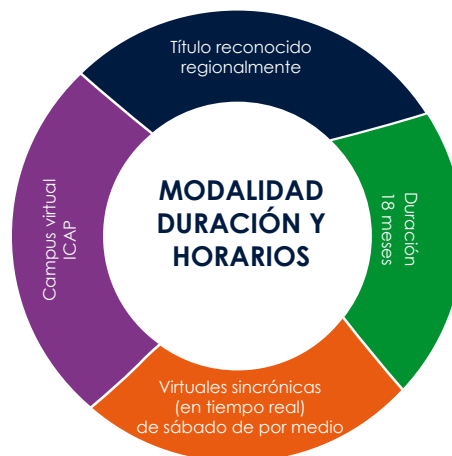 Título reconocido
regionalmente
MODALIDAD
DURACIÓN Y
HORARIOS
Duración
18 meses
Campus virtual
ICAP
Virtuales sincrónicas
(en tiempo real)
de sábado de por medio